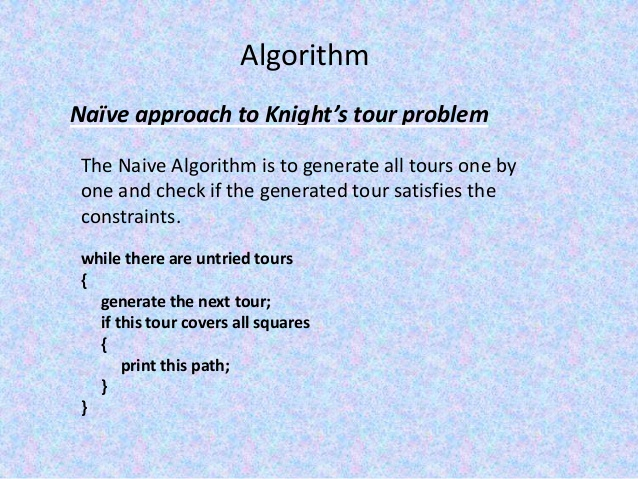 Algorithm
Naïve approach to Knight’s tour problem
The Naive Algorithm is to generate all tours one by
one and check if the generated tour satisfies the
constraints.
while there are untried tours
{
generate the next tour;
if this tour covers all squares
{
print this path;
}
}